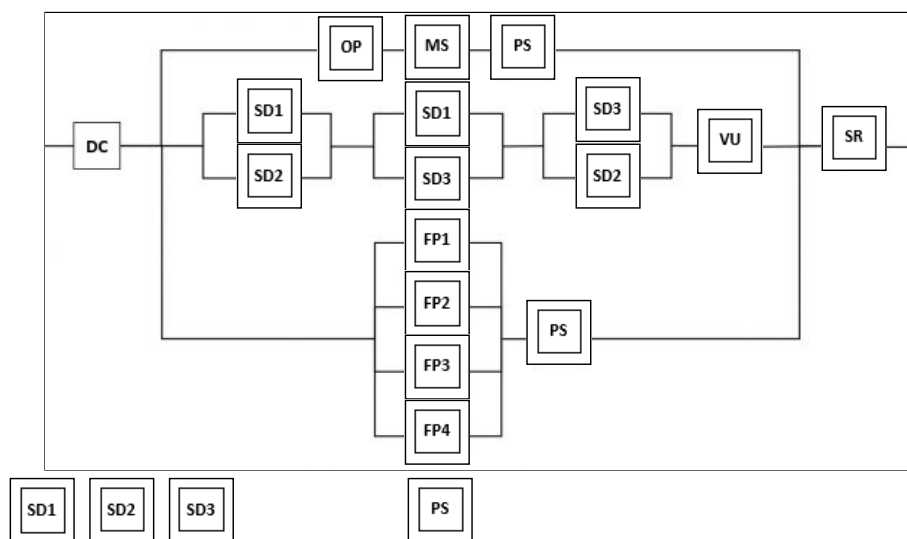 OP MS PS
SD1 SD1 SD3
DC VU SR
SD2 SD3 SD2
FP1
FP2
PS
FP3
FP4
SD1 SD2 SD3 PS